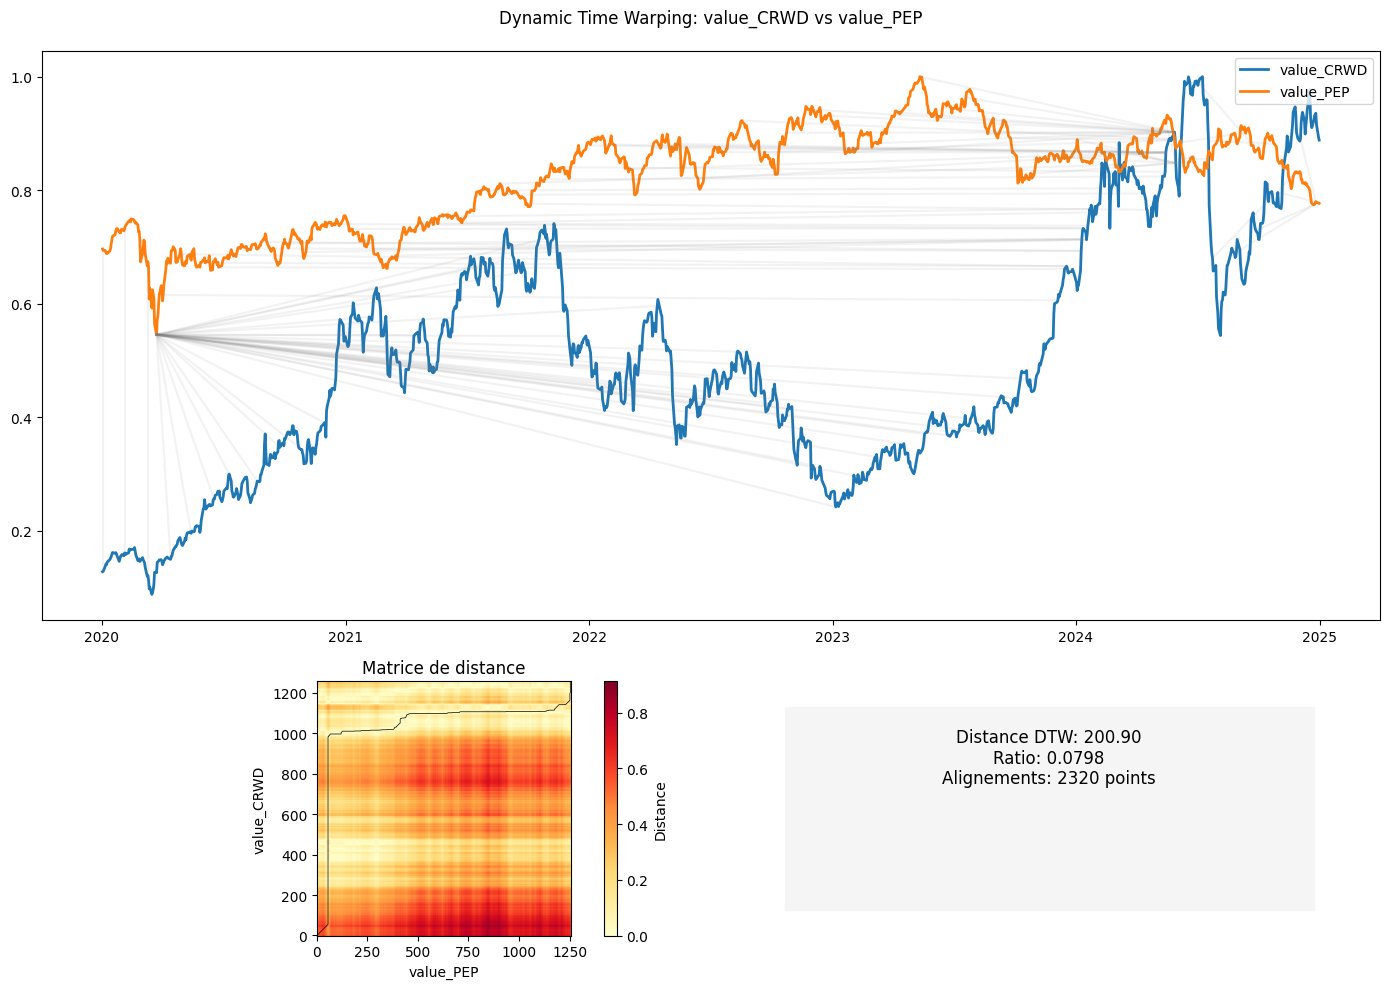 Dynamic Time Warping: value_CRWD vs value_PEP
value_CRWD
value_PEP
1.0
0.8
0.6
0.4
0.2
2020 2021 2022 2023 2024 2025
Matrice de distance
value_CRWD
1200
1000
800
600
400
200
0
0 250 500 750 1000 1250
value_PEP
0.8
0.6
0.4
0.2
0.0
Distance
Distance DTW: 200.90
Ratio: 0.0798
Alignements: 2320 points